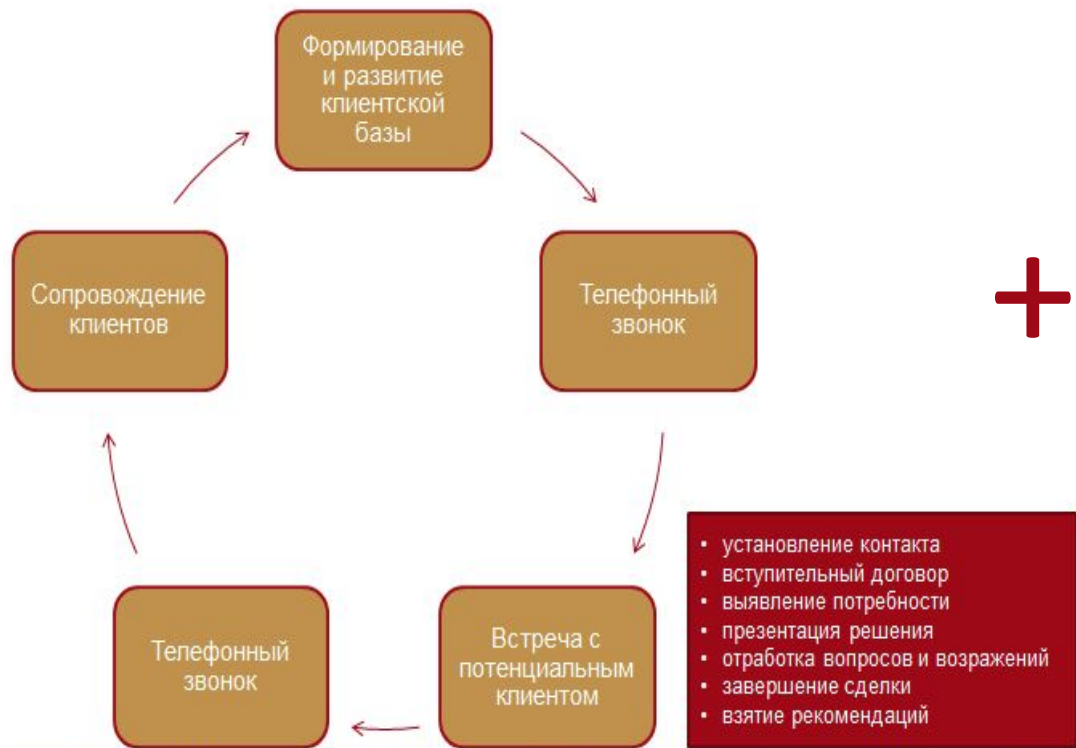 Формирование
и развитие
клиентской
базы
Сопровождение
клиентов
Телефонный
звонок
Телефонный
звонок
Встреча с
потенциальным
клиентом
• установление контакта
• вступительный договор
• выявление потребности
• презентация решения
• отработка вопросов и возражений
• завершение сделки
• взятие рекомендаций